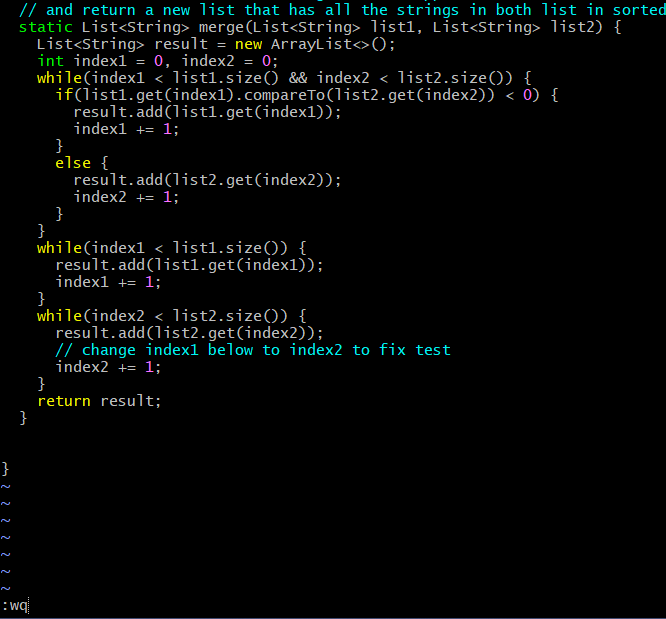 // and return a new list that has all the strings in both list in sorted
static List<String> merge(List<String> list1, List<String> list2) {
List<String> result = new ArrayList<>();
int index1 = 0, index2 = 0;
while(index1 < list1.size() && index2 < list2.size()) {
if(list1.get(index1).compareTo(list2.get(index2)) < 0) {
result.add(list1.get(index1));
index1 += 1;
}
else {
result.add(list2.get(index2));
index2 += 1;
}
}
while(index1 < list1.size()) {
result.add(list1.get(index1));
index1 += 1;
}
while(index2 < list2.size()) {
result.add(list2.get(index2));
// change index1 below to index2 to fix test
index2 += 1;
}
return result;
}
}
~
~
~
~
~
~
~
:wq